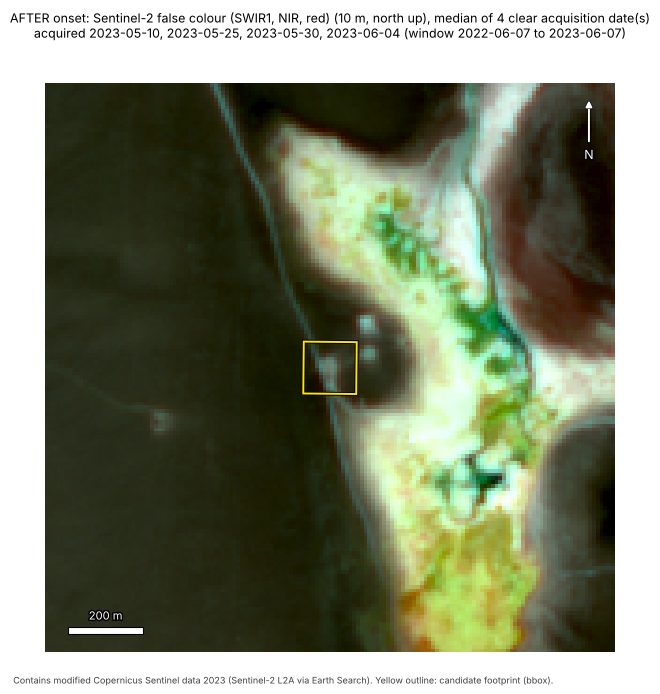 AFTER onset: Sentinel-2 false colour (SWIR1, NIR, red) (10 m, north up), median of 4 clear acquisition date(s)
acquired 2023-05-10, 2023-05-25, 2023-05-30, 2023-06-04 (window 2022-06-07 to 2023-06-07)
N
200 m
Contains modified Copernicus Sentinel data 2023 (Sentinel-2 L2A via Earth Search). Yellow outline: candidate footprint (bbox).